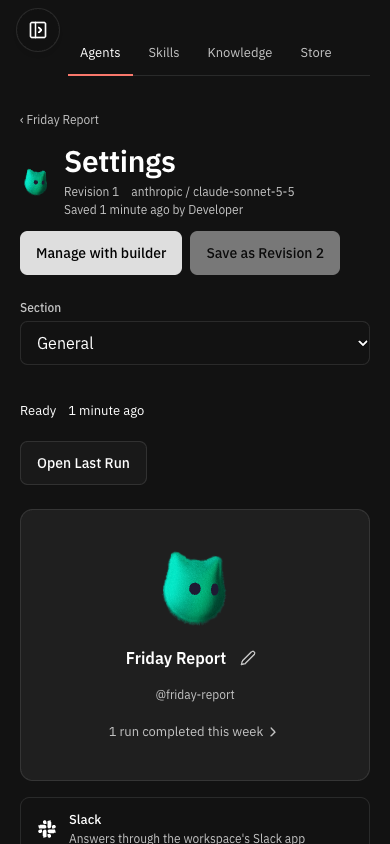 Agents
Skills
Knowledge
Store
‹ Friday Report
Settings
Revision 1 anthropic / claude-sonnet-5-5
Saved 1 minute ago by Developer
Manage with builder
Save as Revision 2
Section
General
Ready 1 minute ago
Open Last Run
Friday Report
@friday-report
1 run completed this week
Slack
Answers through the workspace's Slack app